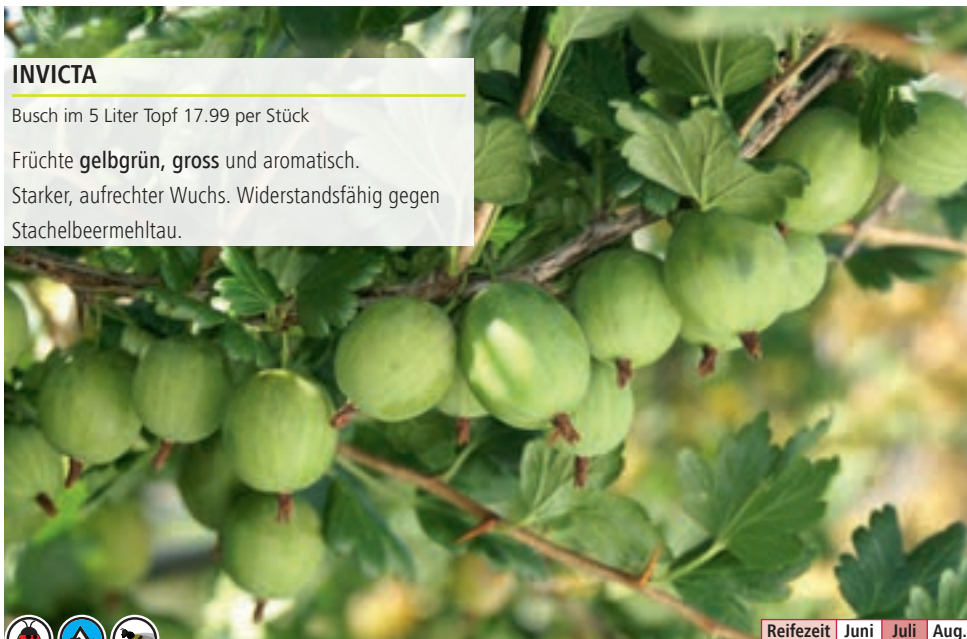 INVICTA
Busch im 5 Liter Topf 17.99 per Stück
Früchte gelbgrün, gross und aromatisch.
Starker, aufrechter Wuchs. Widerstandsfähig gegen
Stachelbeermehltau.
Reifezeit Juni Juli Aug